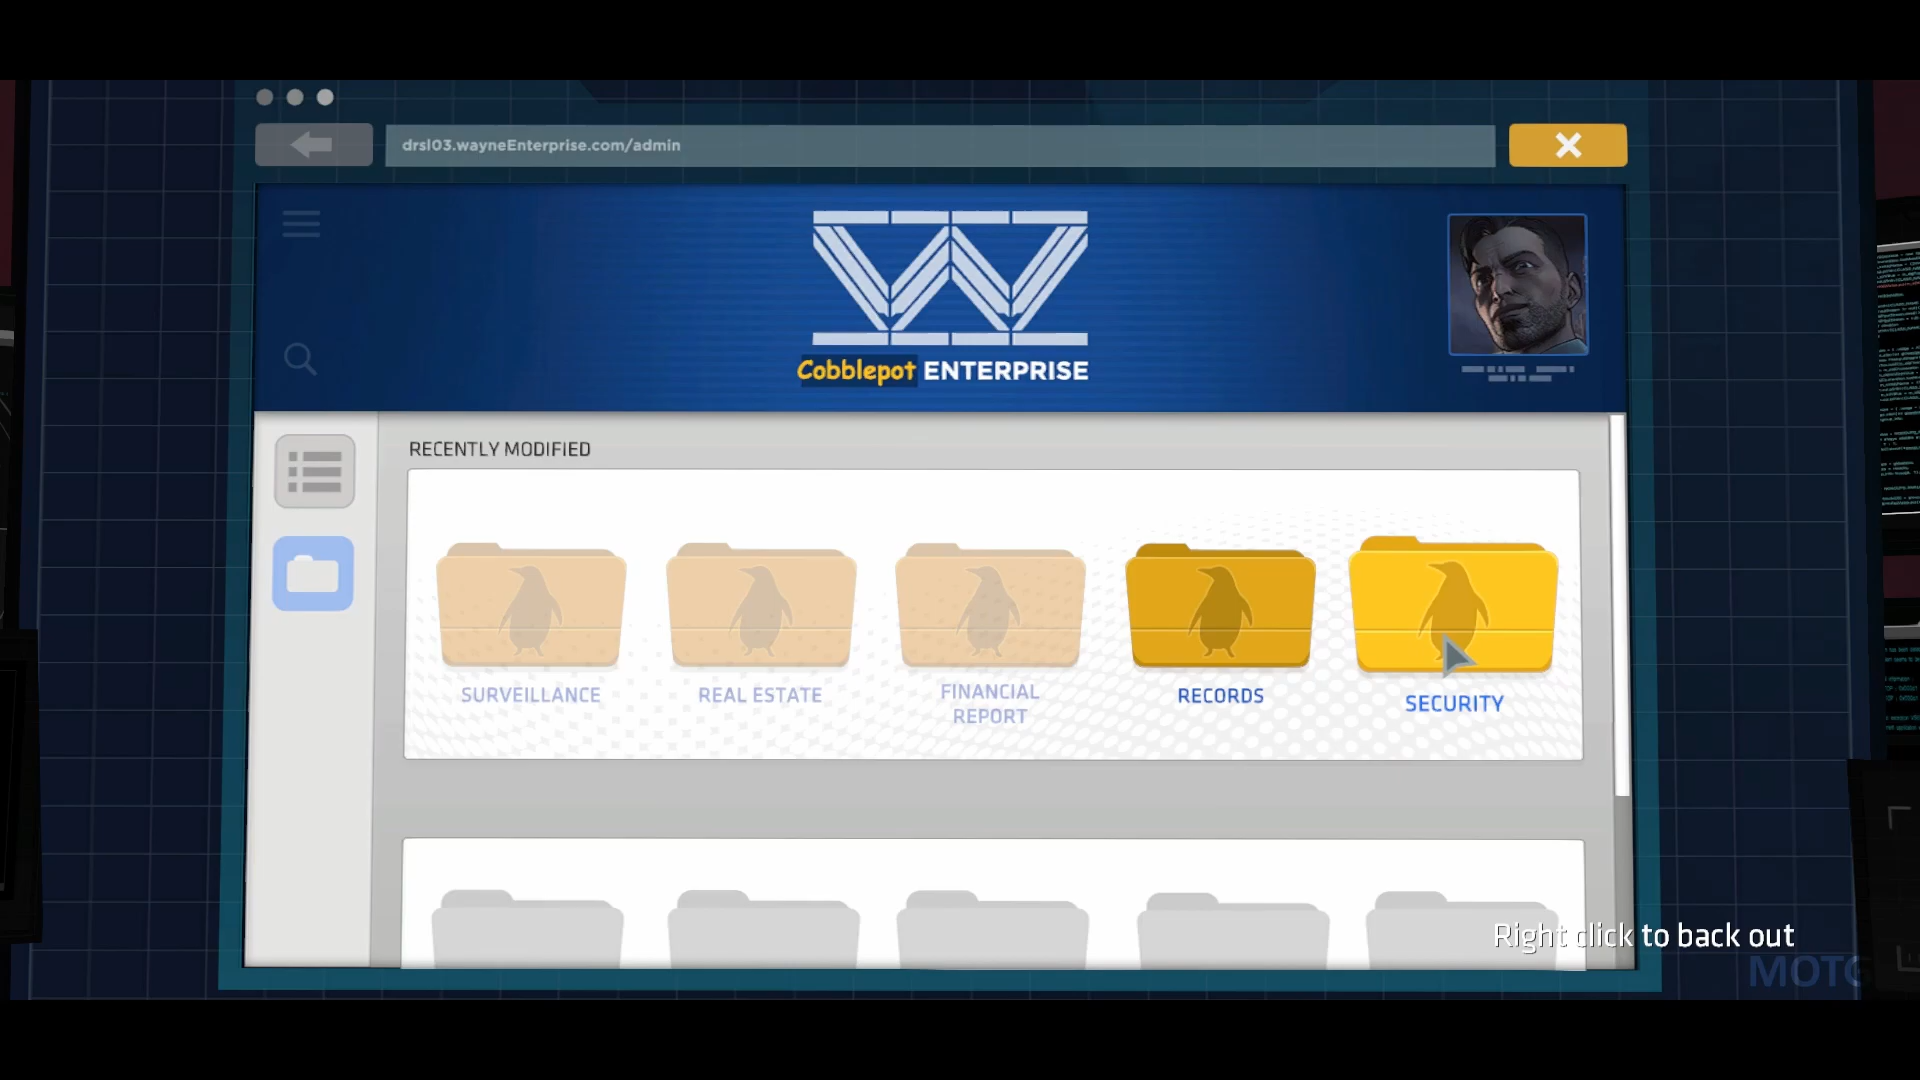 drsl03.wayneEnterprise.com/admin
Cobblepot ENTERPRISE
RECENTLY MODIFIED
SURVEILLANCE
REAL ESTATE
FINANCIAL
REPORT
RECORDS
SECURITY
Right click to back out
MOTG